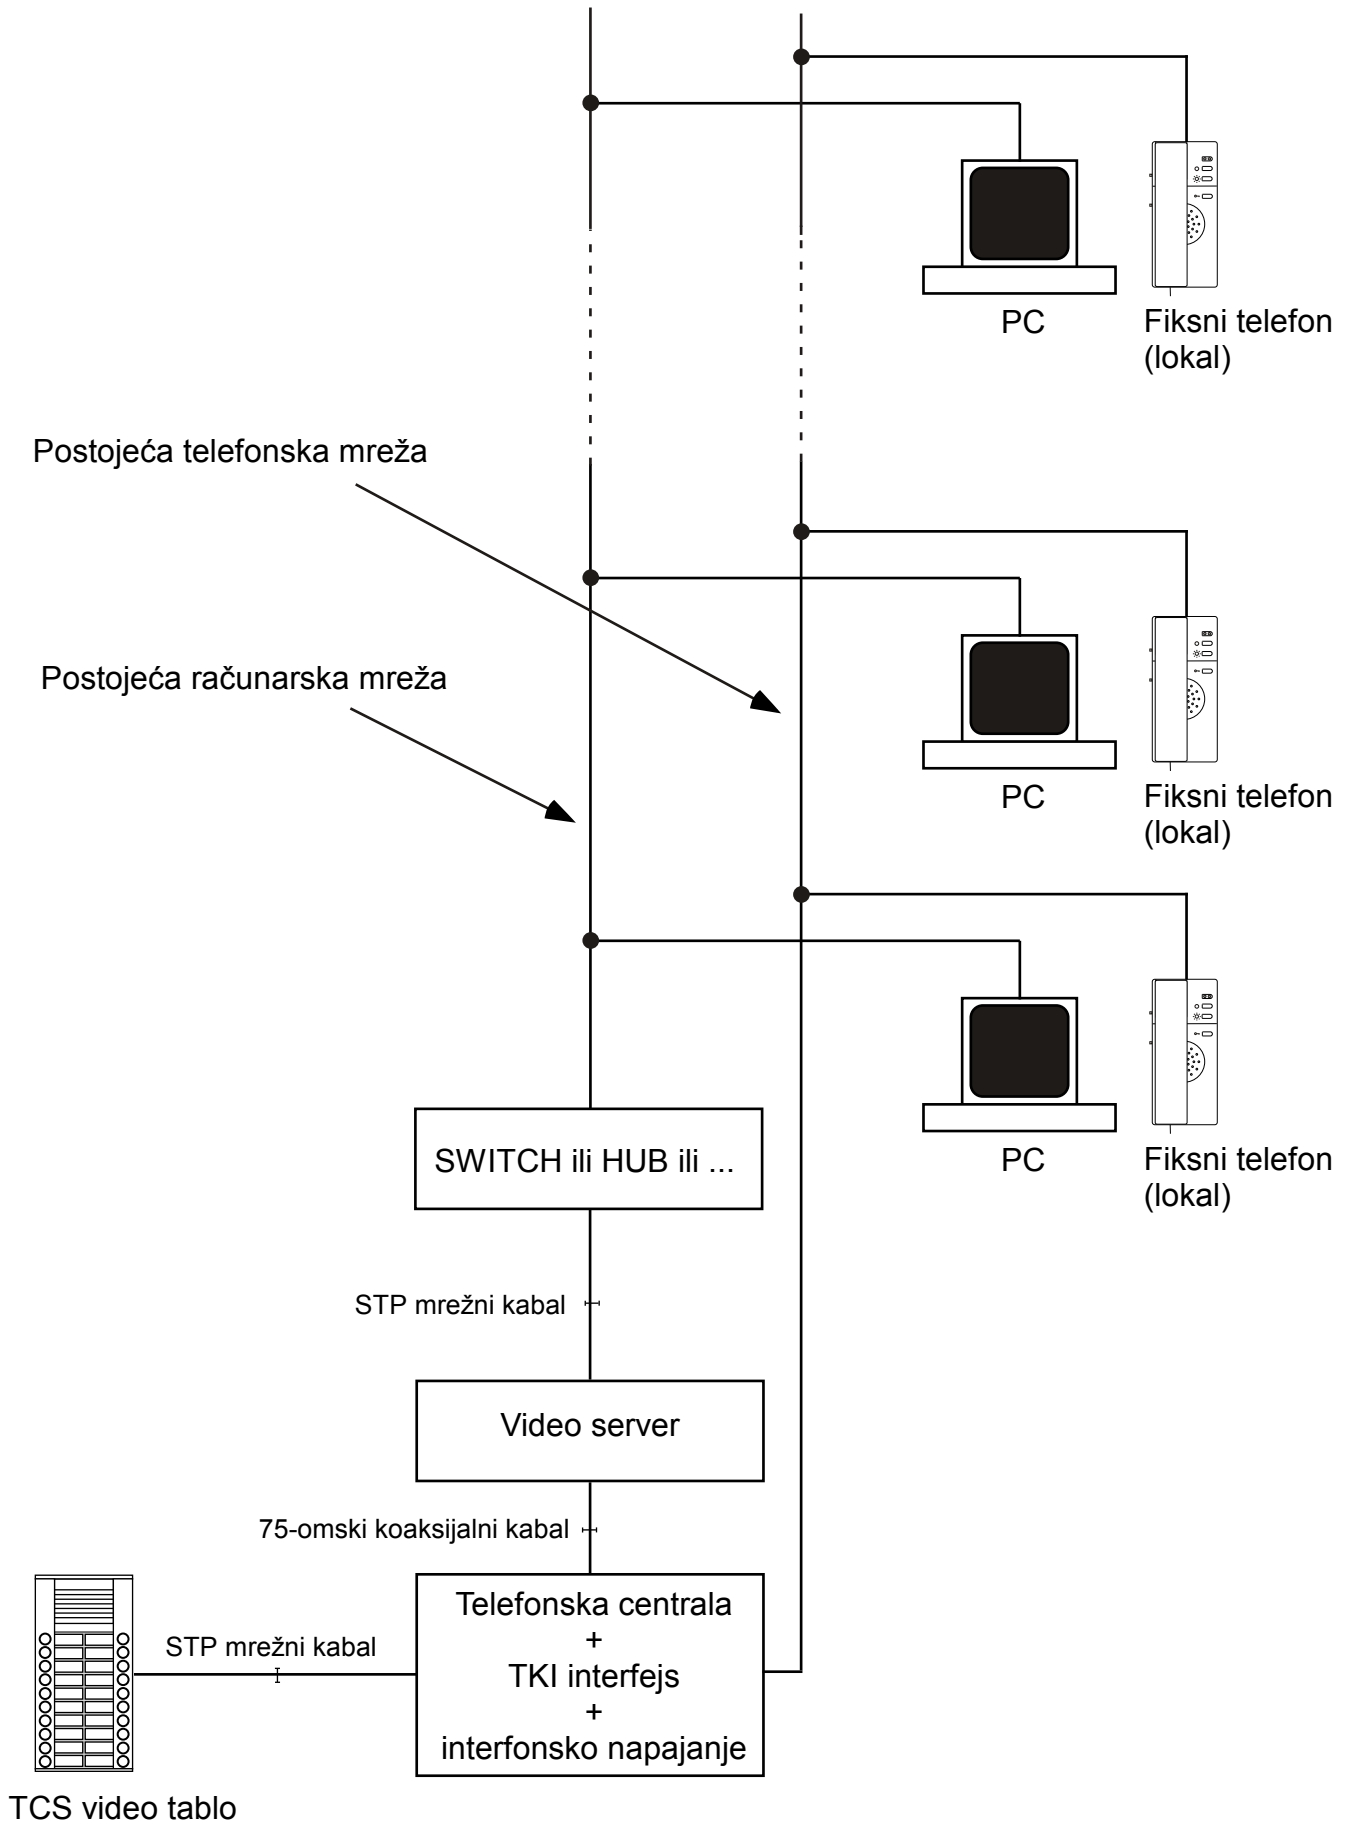 PC
Fiksni telefon
(lokal)
Postojeća telefonska mreža
Postojeća računarska mreža
PC
Fiksni telefon
(lokal)
PC
Fiksni telefon
(lokal)
SWITCH ili HUB ili ...
STP mrežni kabal
Video server
75-omski koaksijalni kabal
Telefonska centrala
+
TKI interfejs
+
interfonsko napajanje
STP mrežni kabal
TCS video tablo